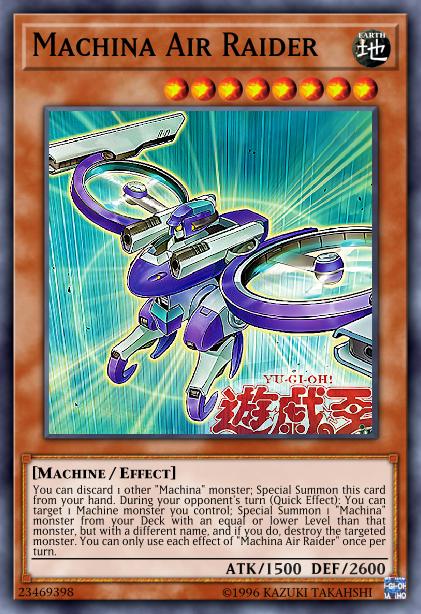 MACHINA AIR RAIDER
EARTH
地
YU-GI-OH!
遊戯王
[MACHINE / EFFECT]
You can discard 1 other "Machina" monster; Special Summon this card
from your hand. During your opponent's turn (Quick Effect): You can
target 1 Machine monster you control; Special Summon 1 "Machina"
monster from your Deck with an equal or lower Level than that
monster, but with a different name, and if you do, destroy the targeted
monster. You can only use each effect of "Machina Air Raider" once per
turn.
ATK/1500 DEF/2600
23469398
©1996 KAZUKI TAKAHSHI